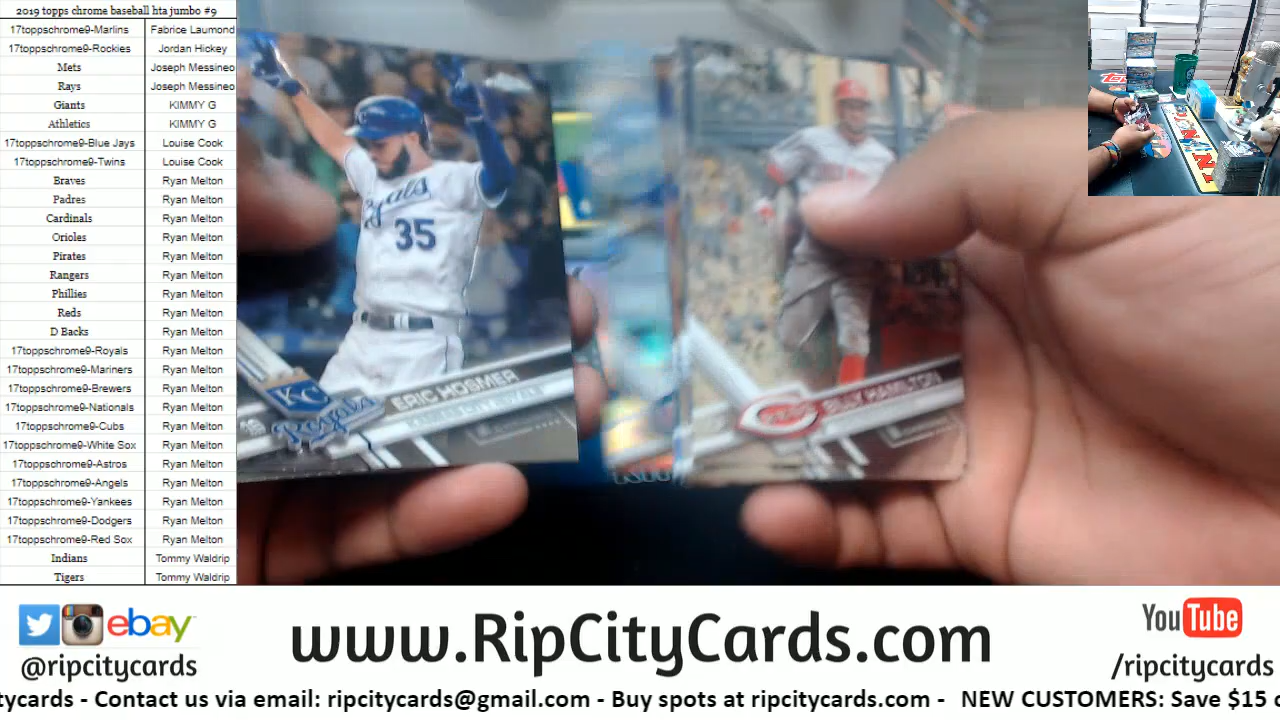 2019 topps chrome baseball hta jumbo #9
17toppschrome9-Marlins Fabrice Laumond
17toppschrome9-Rockies Jordan Hickey
Mets Joseph Messineo
Rays Joseph Messineo
Giants KIMMY G
Athletics KIMMY G
17toppschrome9-Blue Jays Louise Cook
17toppschrome9-Twins Louise Cook
Braves Ryan Melton
Padres Ryan Melton
Cardinals Ryan Melton
Orioles Ryan Melton
Pirates Ryan Melton
Rangers Ryan Melton
Phillies Ryan Melton
Reds Ryan Melton
D Backs Ryan Melton
17toppschrome9-Royals Ryan Melton
17toppschrome9-Mariners Ryan Melton
17toppschrome9-Brewers Ryan Melton
17toppschrome9-Nationals Ryan Melton
17toppschrome9-Cubs Ryan Melton
17toppschrome9-White Sox Ryan Melton
17toppschrome9-Astros Ryan Melton
17toppschrome9-Angels Ryan Melton
17toppschrome9-Yankees Ryan Melton
17toppschrome9-Dodgers Ryan Melton
17toppschrome9-Red Sox Ryan Melton
Indians Tommy Waldrip
Tigers Tommy Waldrip
Royals
35
KC
Royals
ERIC HOSMER
BILLY HAMILTON
ebay
@ripcitycards
www.RipCityCards.com
YouTube
/ripcitycards
tycards - Contact us via email: ripcitycards@gmail.com - Buy spots at ripcitycards.com - NEW CUSTOMERS: Save $15 o